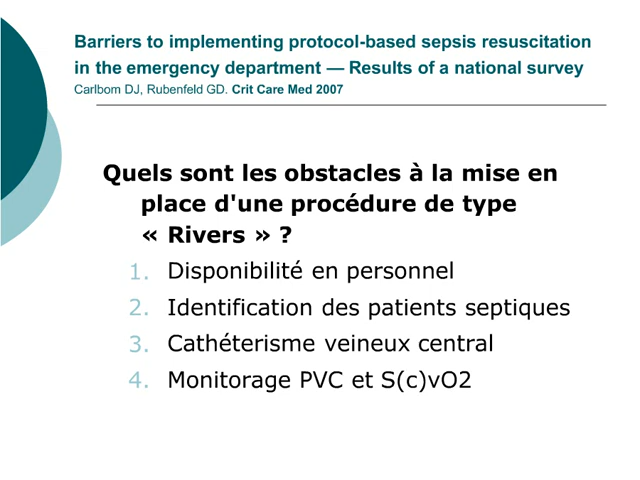 Barriers to implementing protocol-based sepsis resuscitation
in the emergency department — Results of a national survey
Carlbom DJ, Rubenfeld GD. Crit Care Med 2007
Quels sont les obstacles à la mise en
place d'une procédure de type
« Rivers » ?
1. Disponibilité en personnel
2. Identification des patients septiques
3. Cathéterisme veineux central
4. Monitorage PVC et S(c)vO2